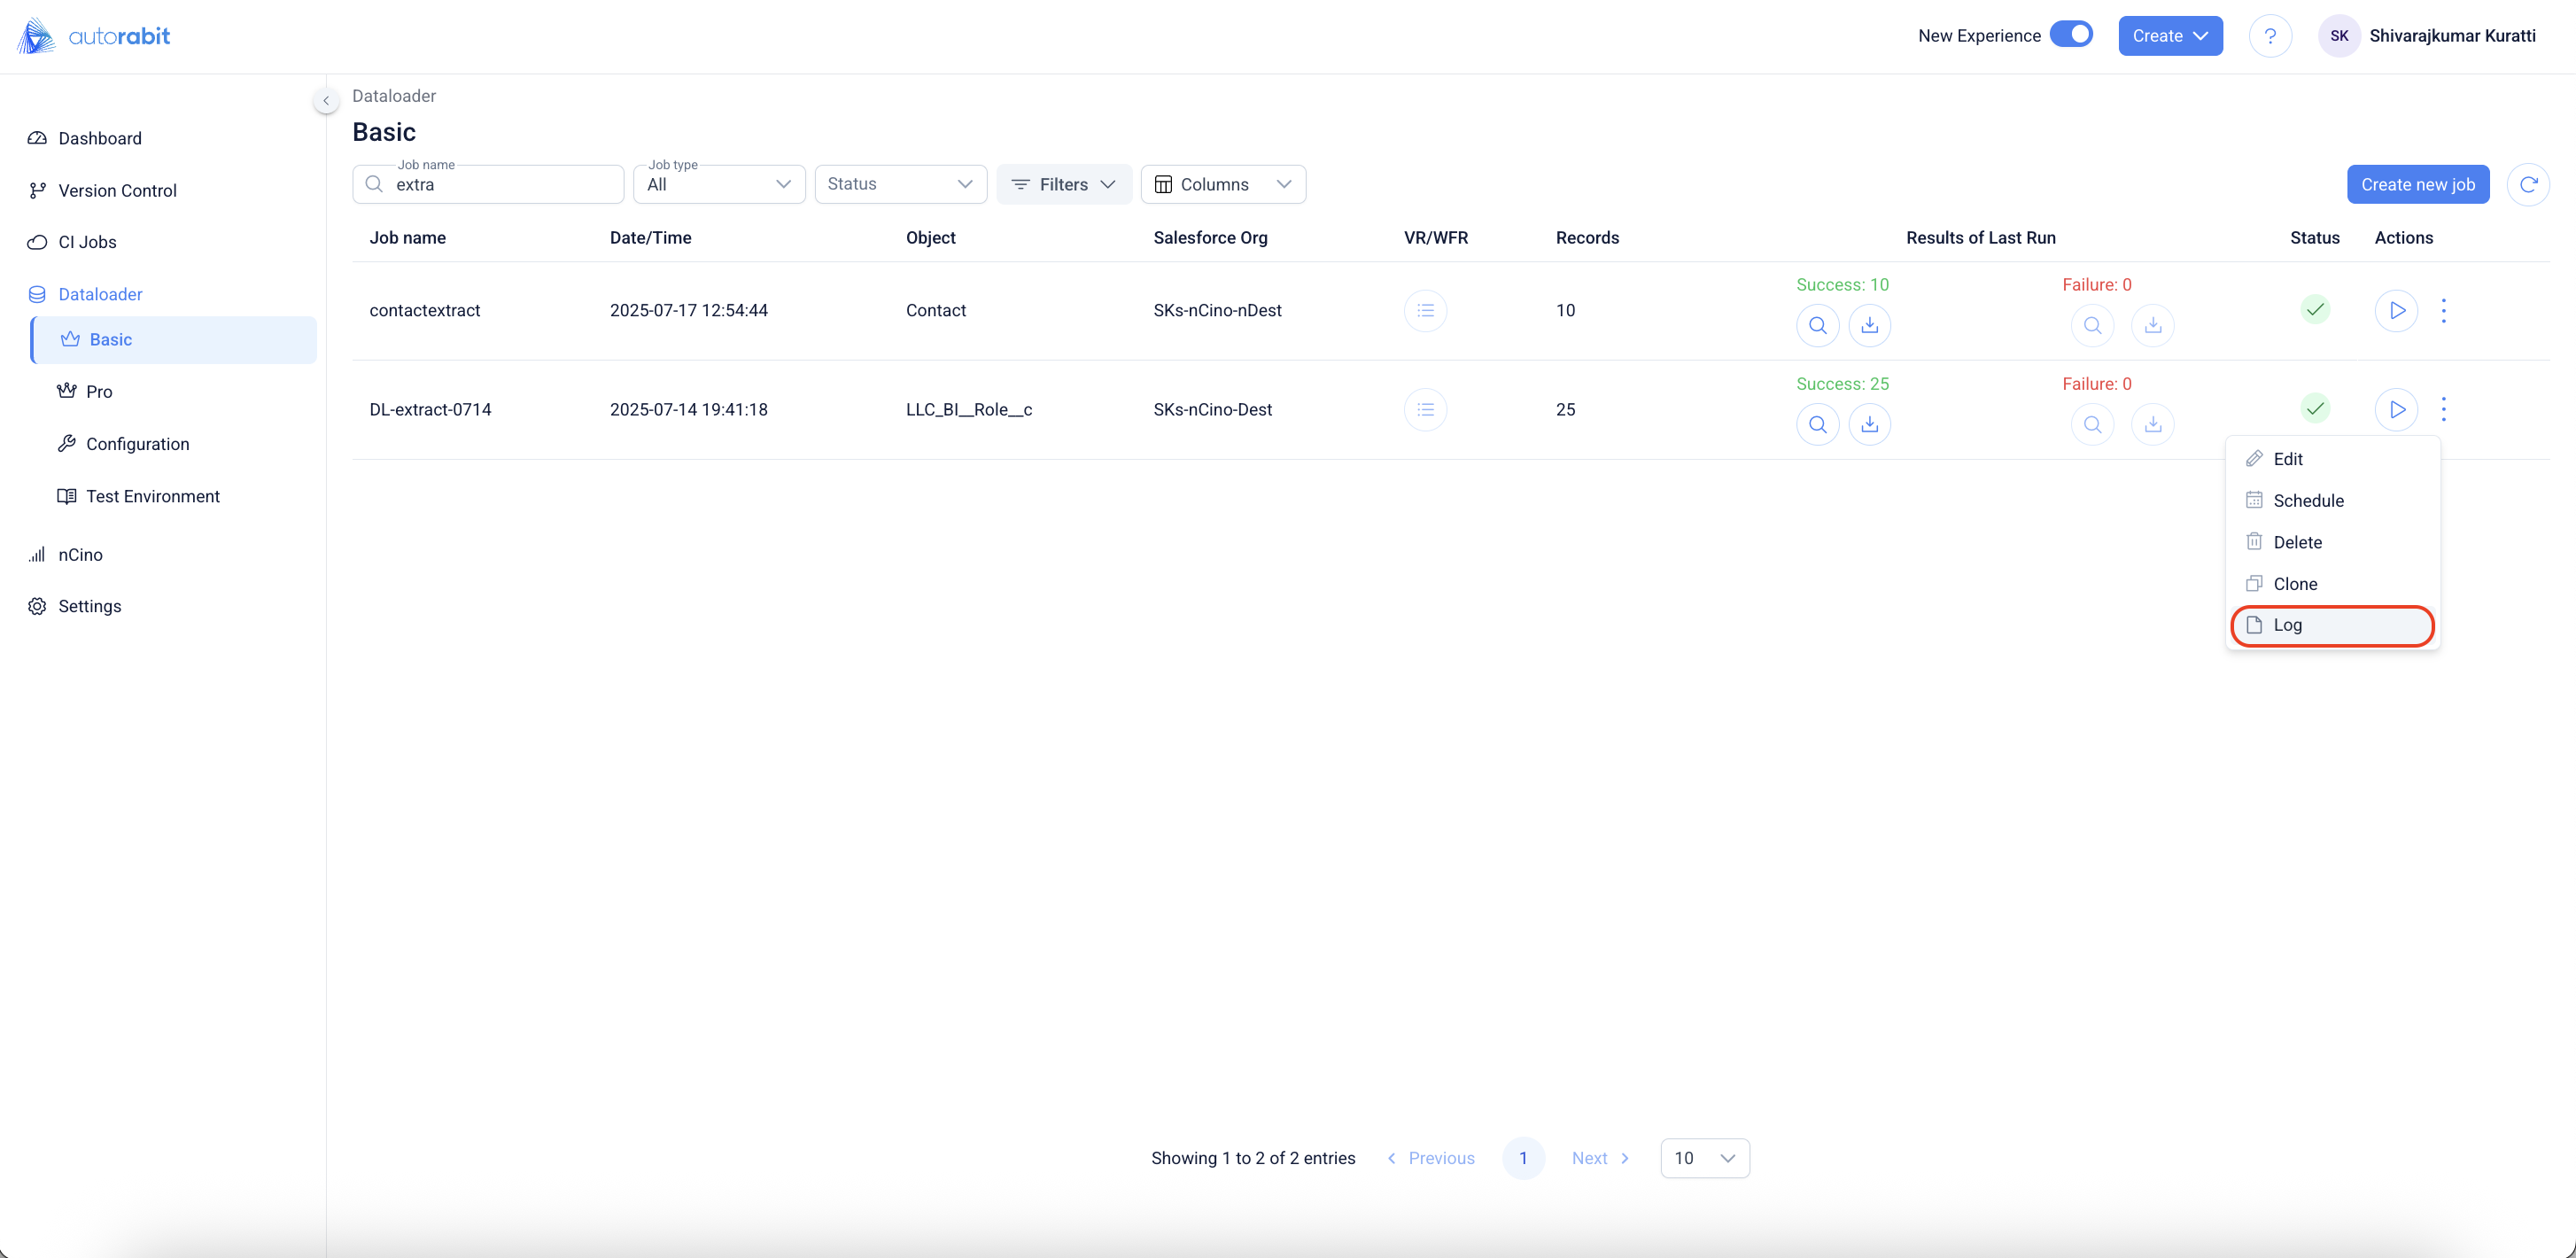 autorabit
New Experience
Create
?
SK
Shivarajkumar Kuratti
Dashboard
Version Control
CI Jobs
Dataloader
Basic
Pro
Configuration
Test Environment
nCino
Settings
Dataloader
Basic
Job name
extra
Job type
All
Status
Filters
Columns
Create new job
Job name Date/Time Object Salesforce Org VR/WFR Records Results of Last Run Status Actions
Success: 10 Failure: 0
contactextract 2025-07-17 12:54:44 Contact SKs-nCino-nDest 10
Success: 25 Failure: 0
DL-extract-0714 2025-07-14 19:41:18 LLC_BI__Role__c SKs-nCino-Dest 25
Edit
Schedule
Delete
Clone
Log
Showing 1 to 2 of 2 entries Previous 1 Next 10